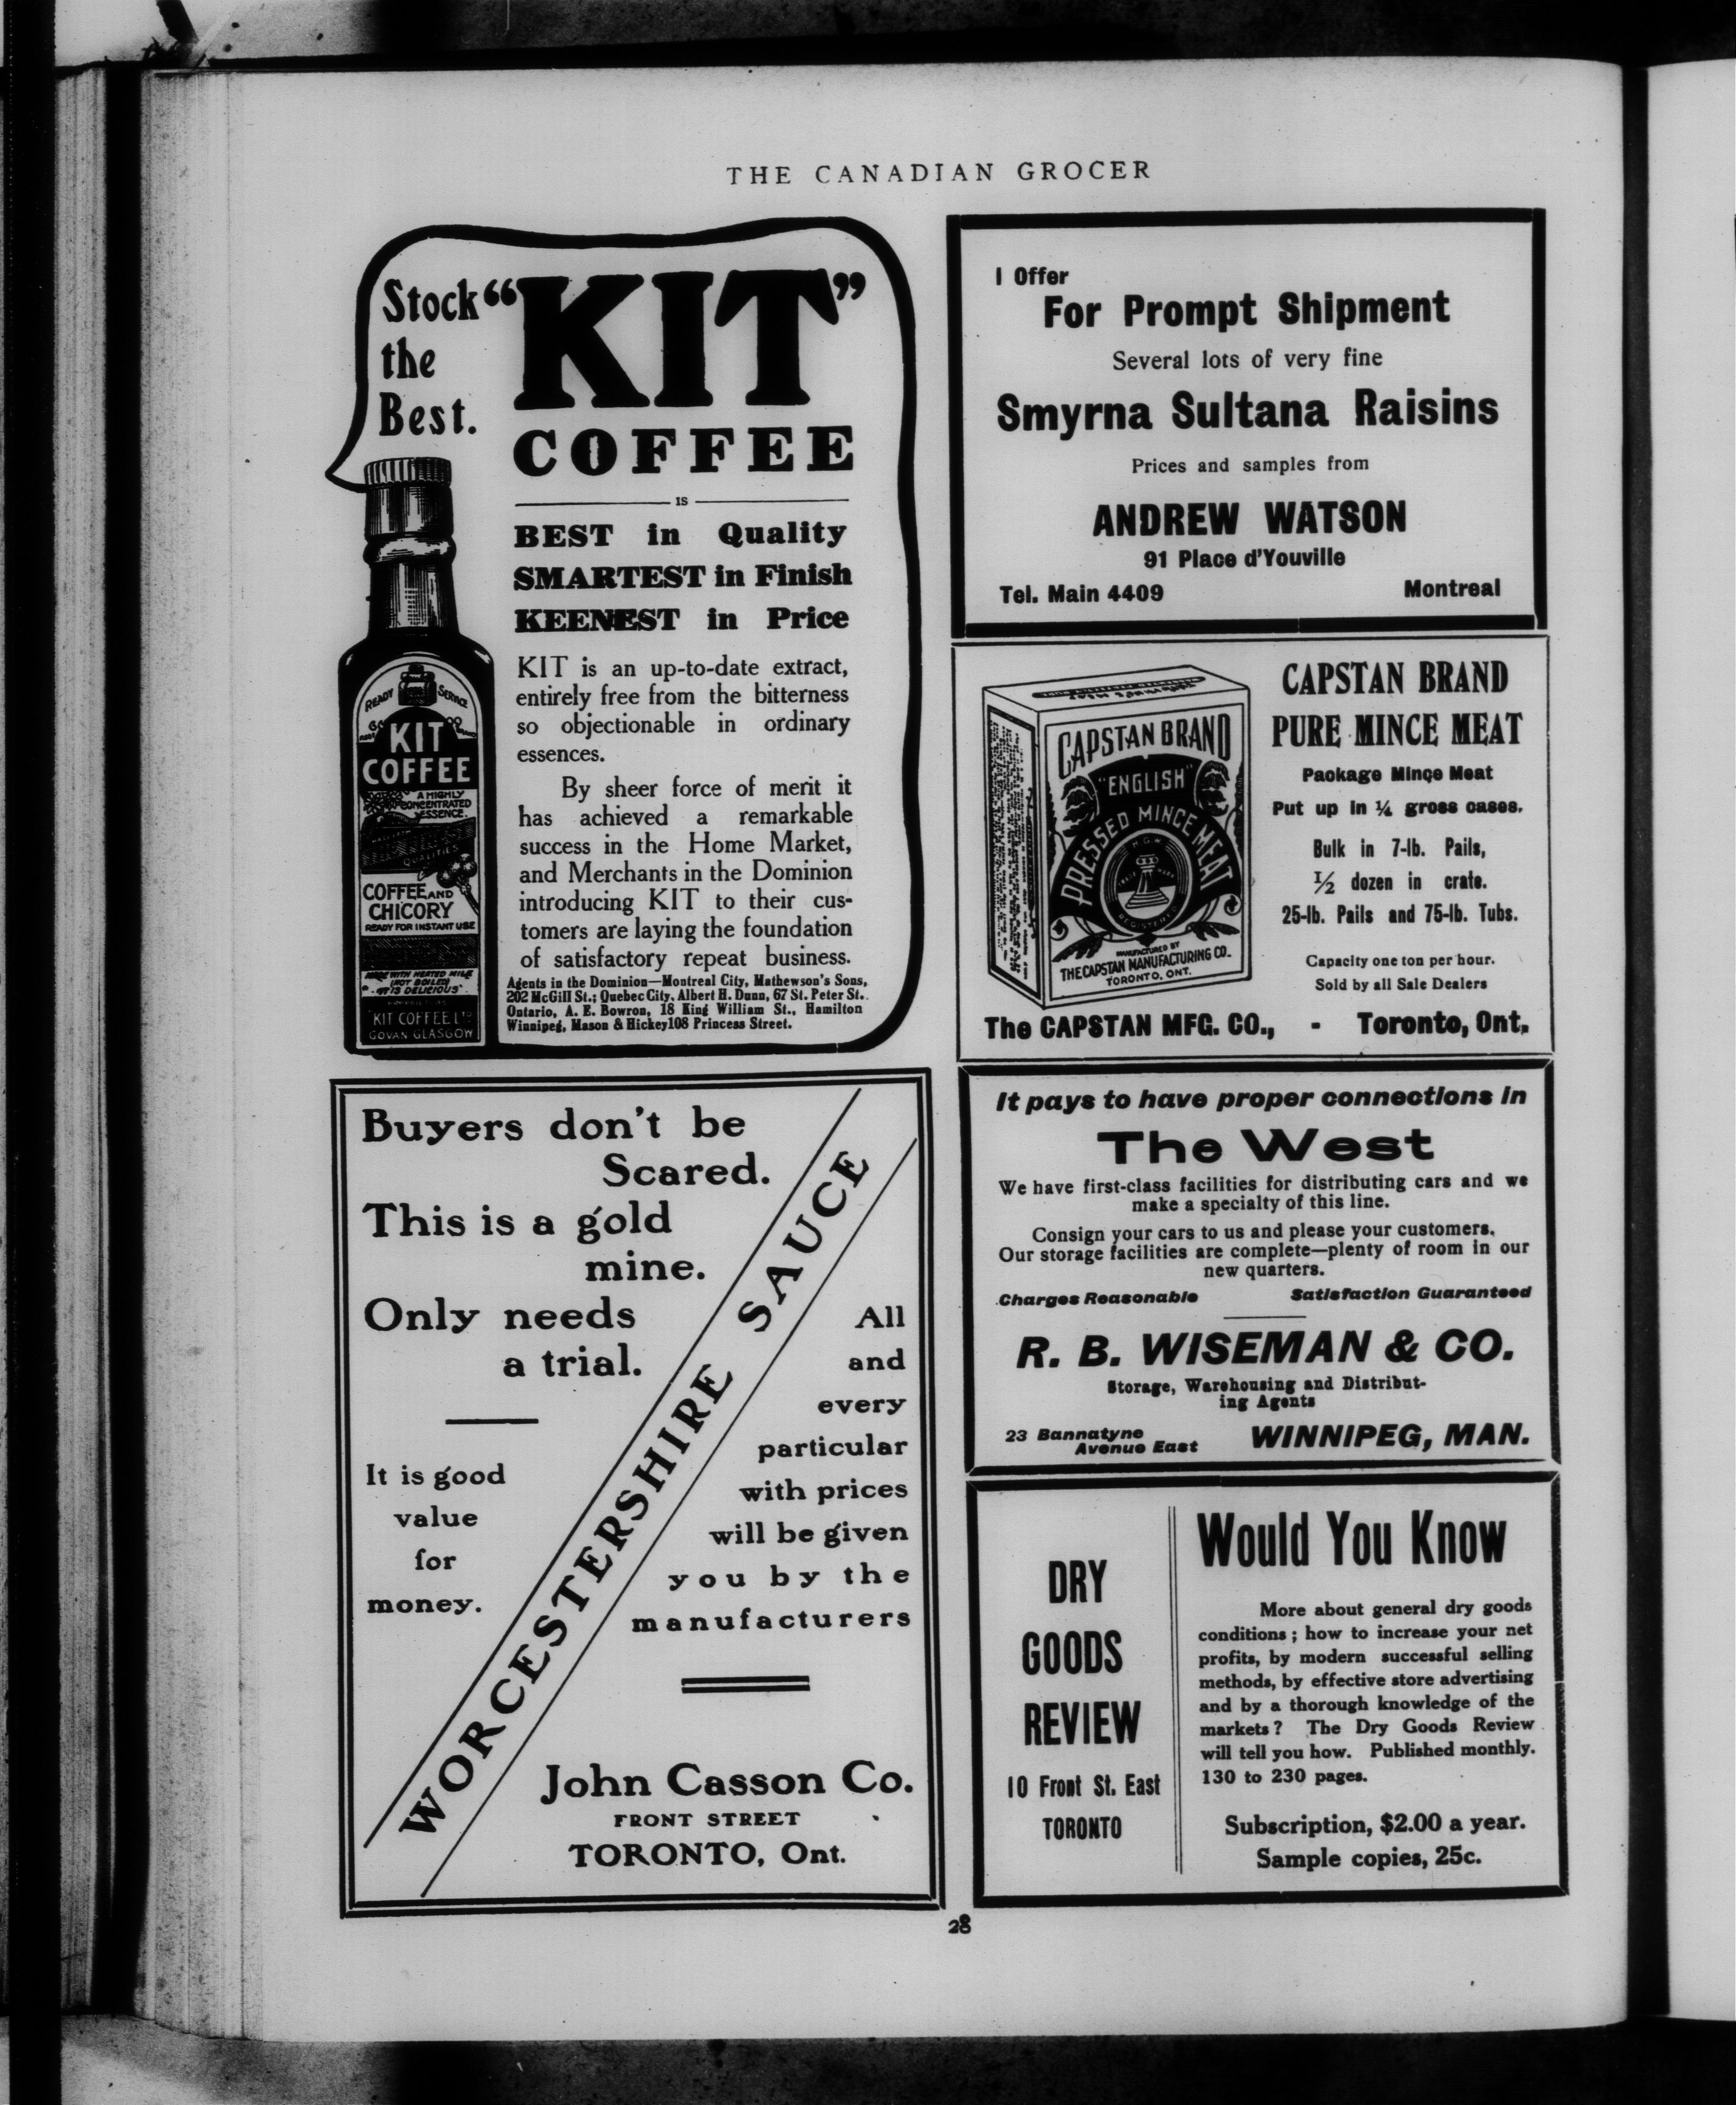 THE CANADIAN GROCER
Stock "KIT"
the
Best.
COFFEE
IS
BEST in Quality
SMARTEST in Finish
KEENEST in Price
KIT is an up-to-date extract,
entirely free from the bitterness
so objectionable in ordinary
essences.
By sheer force of merit it
has achieved a remarkable
success in the Home Market,
and Merchants in the Dominion
introducing KIT to their cus-
tomers are laying the foundation
of satisfactory repeat business.
Agents in the Dominion—Montreal City, Mathewson's Sons,
202 McGill St.; Quebec City, Albert H. Dunn, 67 St. Peter St..
Ontario, A. E. Bowron, 18 King William St., Hamilton
Winnipeg, Mason & Hickey 108 Princess Street.
READY SERVICE
KIT
COFFEE
A HIGHLY
CONCENTRATED
ESSENCE.
QUALITIES
COFFEE AND
CHICORY
READY FOR INSTANT USE
MADE WITH HEATED MILK
(NOT BOILED)
IT IS DELICIOUS
KIT COFFEE LTD
GOVAN GLASGOW
Buyers don't be
Scared.
This is a gold
mine.
Only needs
a trial.
It is good
value
for
money.
WORCESTERSHIRE SAUCE
All
and
every
particular
with prices
will be given
you by the
manufacturers
John Casson Co.
FRONT STREET
TORONTO, Ont.
I Offer
For Prompt Shipment
Several lots of very fine
Smyrna Sultana Raisins
Prices and samples from
ANDREW WATSON
91 Place d'Youville
Tel. Main 4409 Montreal
CAPSTAN BRAND
"ENGLISH"
PRESSED MINCE MEAT
REGISTERED
MANUFACTURED BY
THE CAPSTAN MANUFACTURING CO.
TORONTO, ONT.
CAPSTAN BRAND
PURE MINCE MEAT
Package Mince Meat
Put up in ¼ gross cases.
Bulk in 7-lb. Pails,
½ dozen in crate.
25-lb. Pails and 75-lb. Tubs.
Capacity one ton per hour.
Sold by all Sale Dealers
The CAPSTAN MFG. CO., - Toronto, Ont.
It pays to have proper connections in
The West
We have first-class facilities for distributing cars and we
make a specialty of this line.
Consign your cars to us and please your customers.
Our storage facilities are complete—plenty of room in our
new quarters.
Charges Reasonable Satisfaction Guaranteed
R. B. WISEMAN & CO.
Storage, Warehousing and Distribut-
ing Agents
23 Bannatyne
Avenue East WINNIPEG, MAN.
DRY
GOODS
REVIEW
10 Front St. East
TORONTO
Would You Know
More about general dry goods
conditions; how to increase your net
profits, by modern successful selling
methods, by effective store advertising
and by a thorough knowledge of the
markets? The Dry Goods Review
will tell you how. Published monthly.
130 to 230 pages.
Subscription, $2.00 a year.
Sample copies, 25c.
28